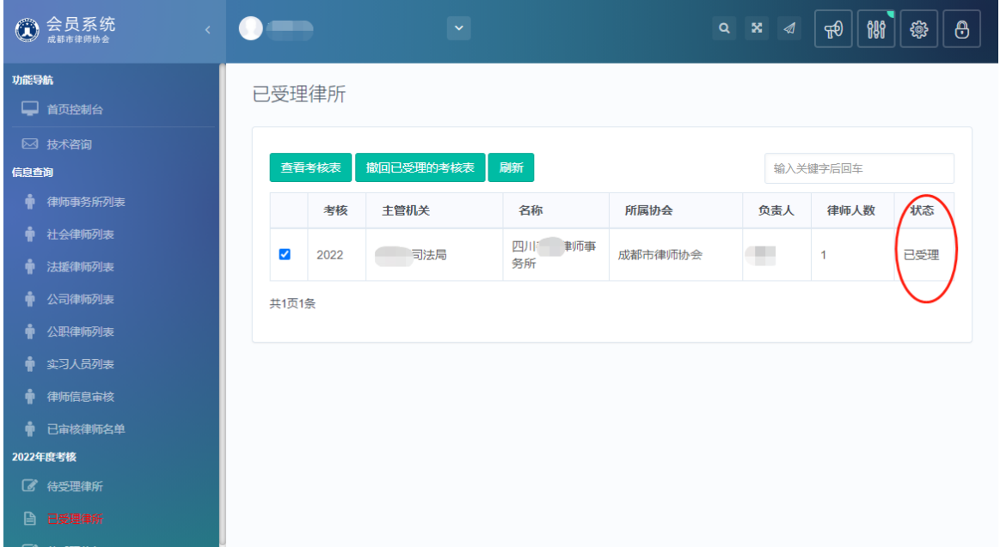 会员系统
成都市律师协会
功能导航
首页控制台
技术咨询
信息查询
律师事务所列表
社会律师列表
法援律师列表
公司律师列表
公职律师列表
实习人员列表
律师信息审核
已审核律师名单
2022年度考核
待受理律所
已受理律所
已受理律所
查看考核表 撤回已受理的考核表 刷新 输入关键字后回车
考核 主管机关 名称 所属协会 负责人 律师人数 状态
2022 司法局 四川 律师事务所 成都市律师协会 1 已受理
共1页1条